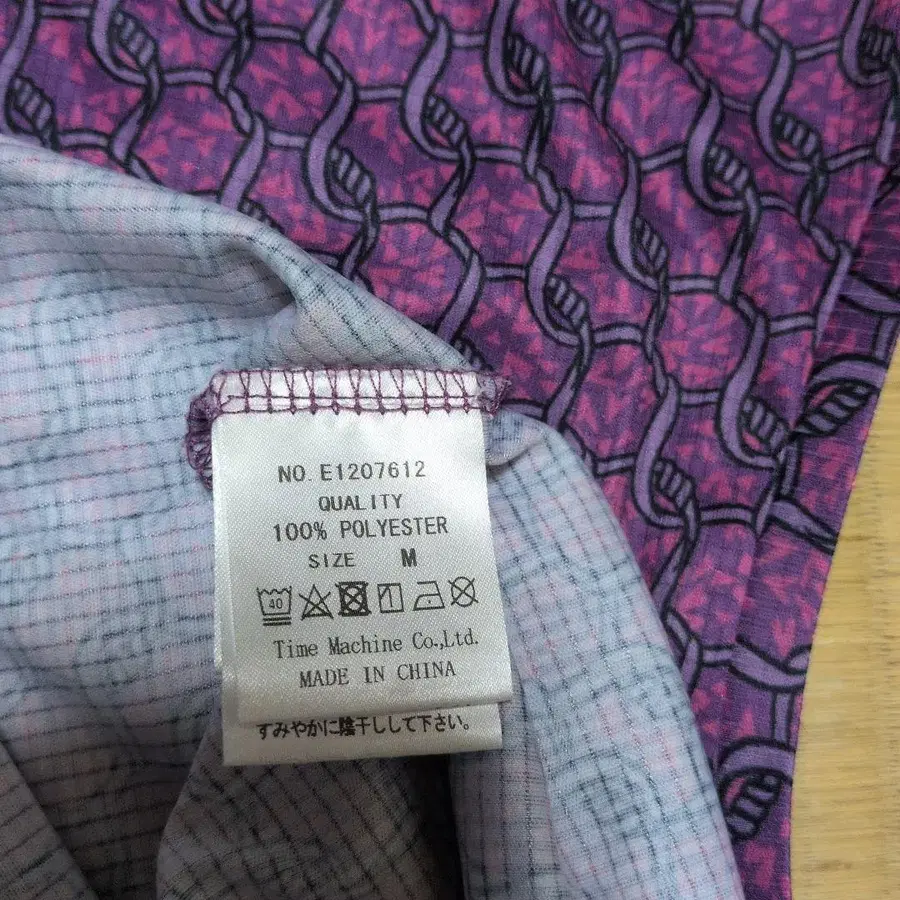 NO. E1207612
QUALITY
100% POLYESTER
SIZE M
40
Time Machine Co.,Ltd.
MADE IN CHINA
すみやかに陰干しして下さい。